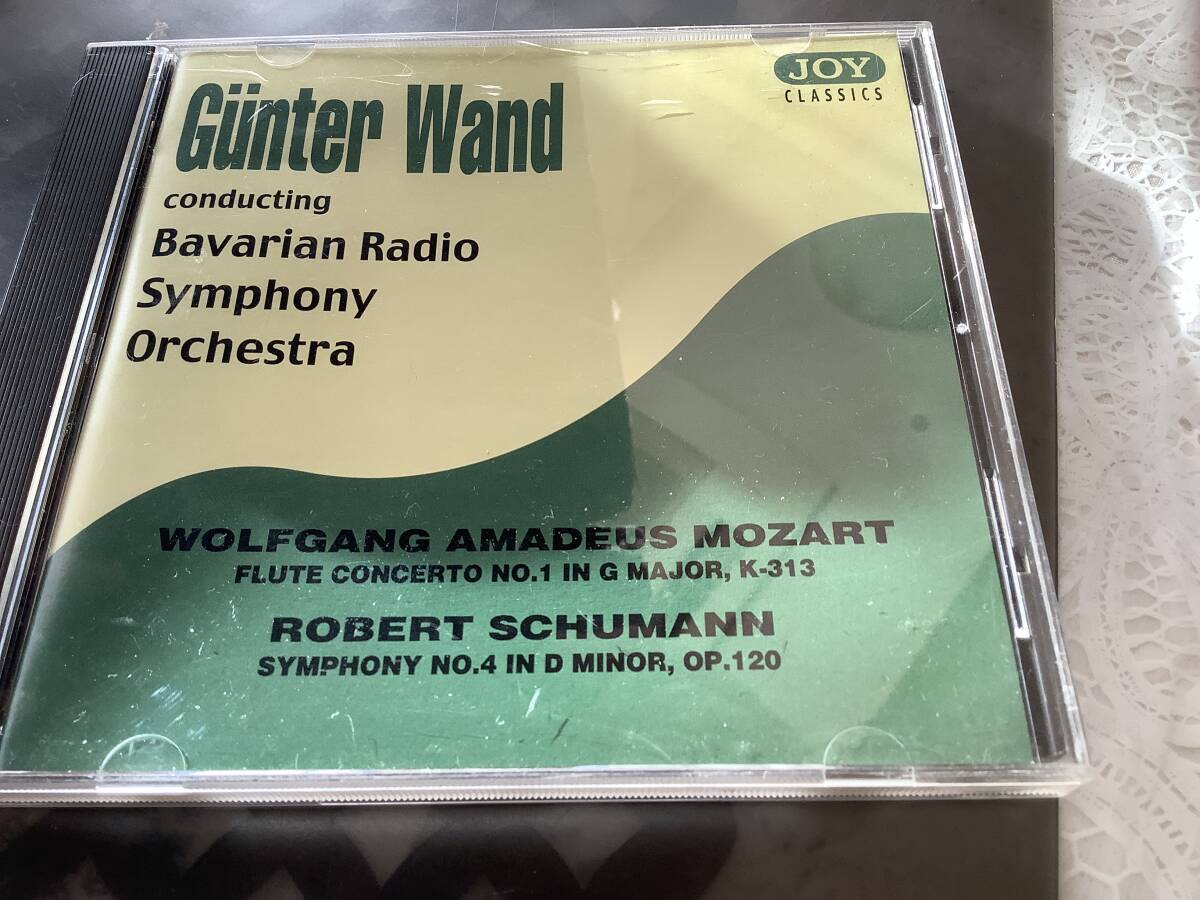 JOY
CLASSICS
Günter Wand
conducting
Bavarian Radio
Symphony
Orchestra
WOLFGANG AMADEUS MOZART
FLUTE CONCERTO NO.1 IN G MAJOR, K-313
ROBERT SCHUMANN
SYMPHONY NO.4 IN D MINOR, OP.120